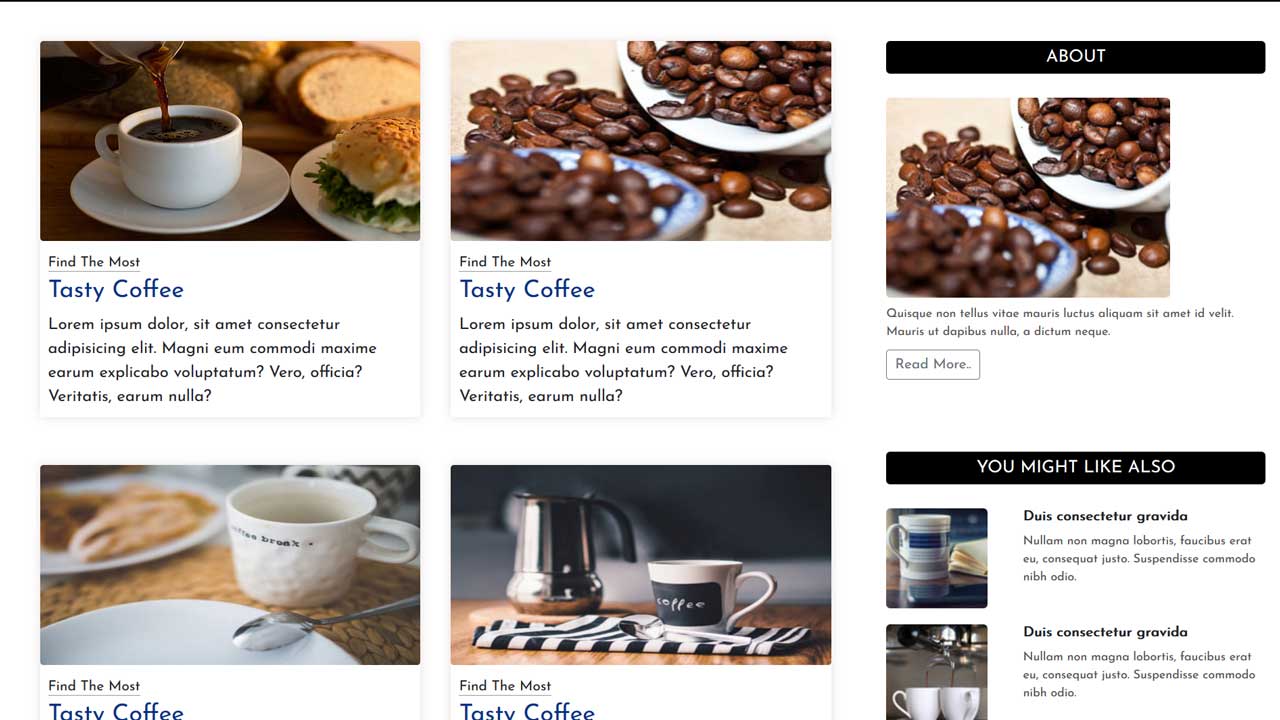 Find The Most
Tasty Coffee
Lorem ipsum dolor, sit amet consectetur
adipisicing elit. Magni eum commodi maxime
earum explicabo voluptatum? Vero, officia?
Veritatis, earum nulla?
Find The Most
Tasty Coffee
Lorem ipsum dolor, sit amet consectetur
adipisicing elit. Magni eum commodi maxime
earum explicabo voluptatum? Vero, officia?
Veritatis, earum nulla?
coffee break
Find The Most
Tasty Coffee
coffee
Find The Most
Tasty Coffee
ABOUT
Quisque non tellus vitae mauris luctus aliquam sit amet id velit.
Mauris ut dapibus nulla, a dictum neque.
Read More..
YOU MIGHT LIKE ALSO
Duis consectetur gravida
Nullam non magna lobortis, faucibus erat
eu, consequat justo. Suspendisse commodo
nibh odio.
Duis consectetur gravida
Nullam non magna lobortis, faucibus erat
eu, consequat justo. Suspendisse commodo
nibh odio.